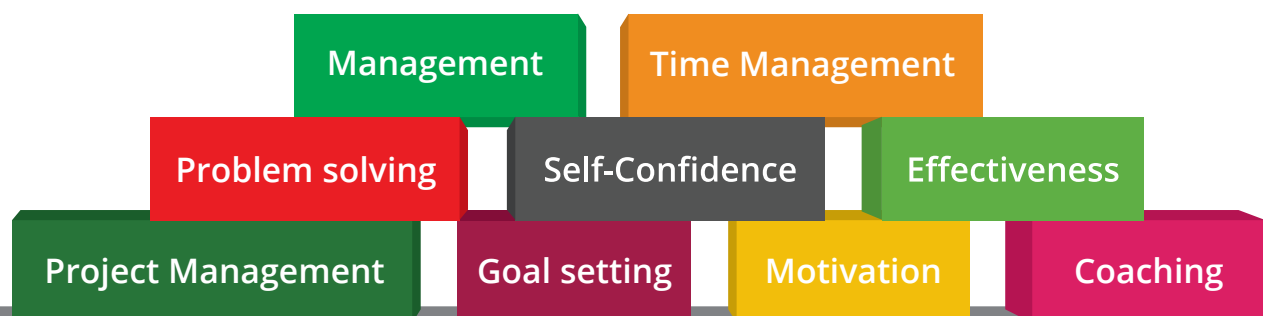 Management
Time Management
Problem solving
Self-Confidence
Effectiveness
Project Management
Goal setting
Motivation
Coaching